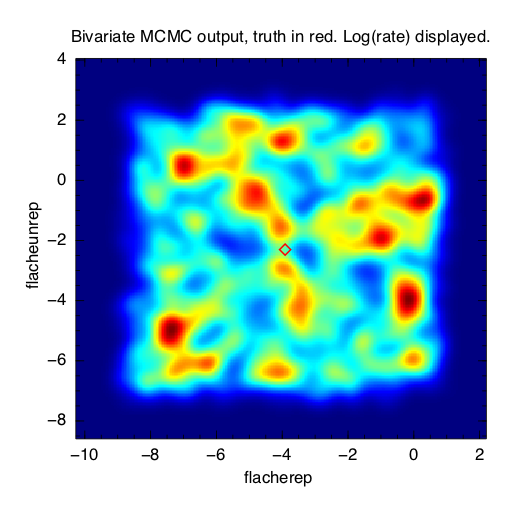 Bivariate MCMC output, truth in red. Log(rate) displayed.
4
2
0
−2
−4
−6
−8
flacheunrep
−10 −8 −6 −4 −2 0 2
flacherep